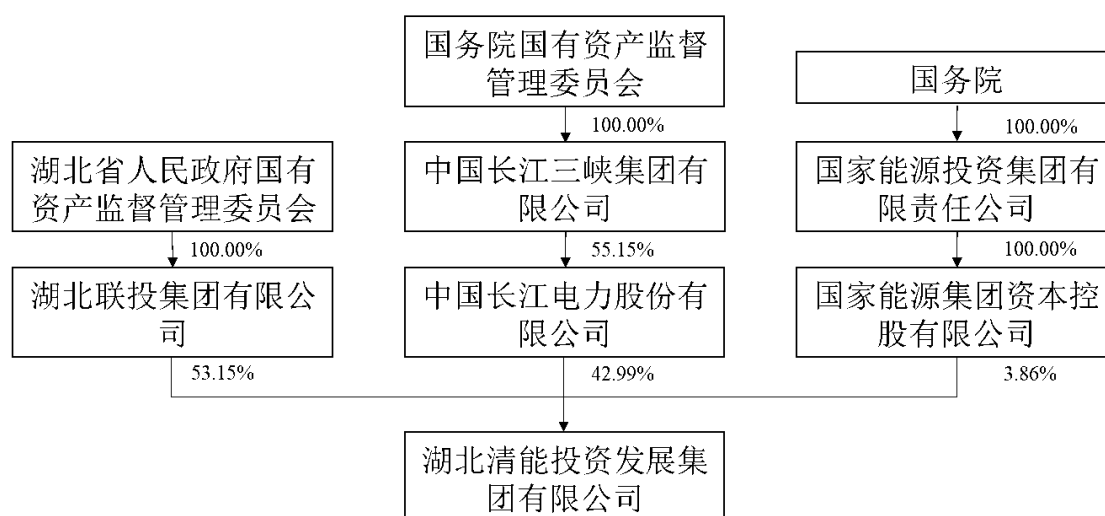 国务院国有资产监督
管理委员会
国务院
100.00%
100.00%
湖北省人民政府国有
资产监督管理委员会
中国长江三峡集团有
限公司
国家能源投资集团有
限责任公司
100.00%
55.15%
100.00%
湖北联投集团有限公
司
中国长江电力股份有
限公司
国家能源集团资本控
股有限公司
53.15%
42.99%
3.86%
湖北清能投资发展集
团有限公司